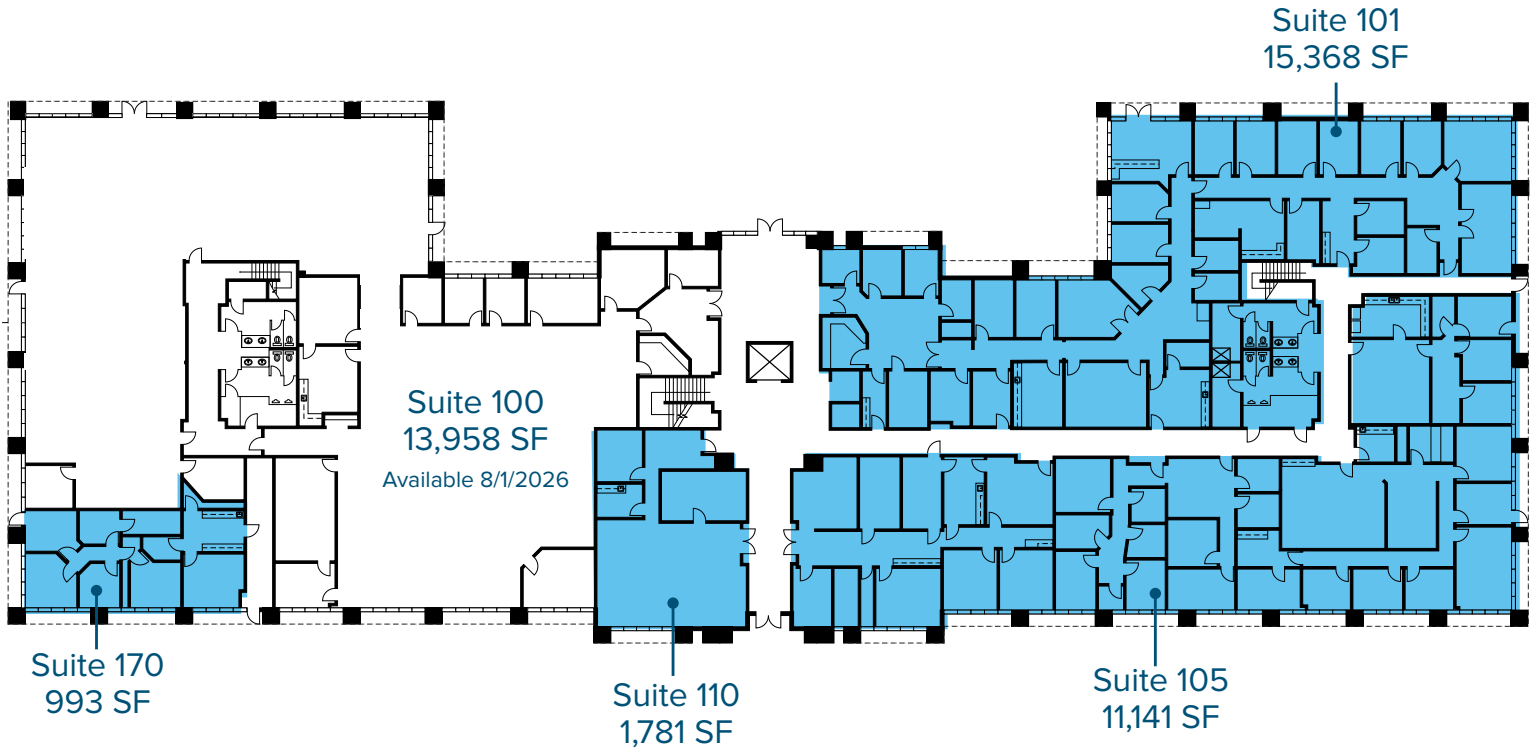 Suite 101
15,368 SF
Suite 100
13,958 SF
Available 8/1/2026
Suite 170
993 SF
Suite 110
1,781 SF
Suite 105
11,141 SF